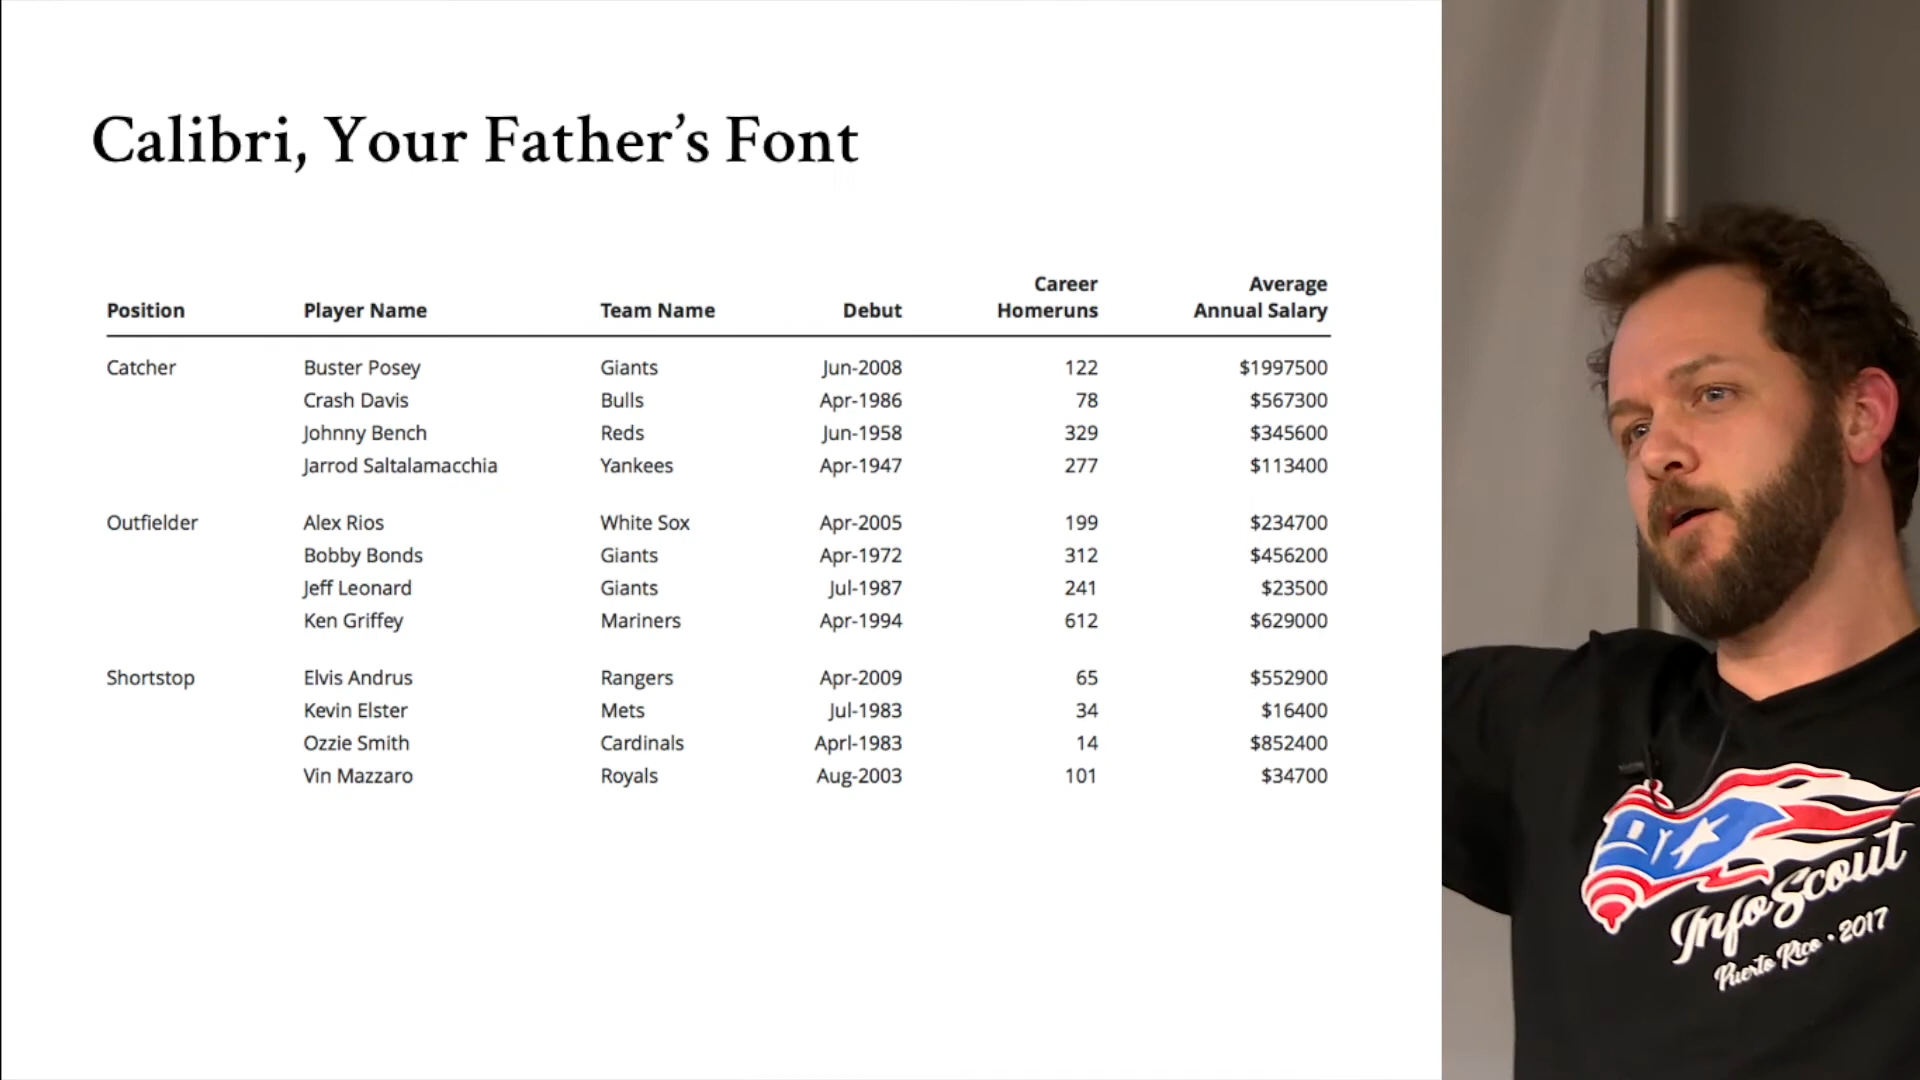 Calibri, Your Father’s Font
Position Player Name Team Name Debut Career Homeruns Average Annual Salary
Catcher Buster Posey Giants Jun-2008 122 $1997500
Crash Davis Bulls Apr-1986 78 $567300
Johnny Bench Reds Jun-1958 329 $345600
Jarrod Saltalamacchia Yankees Apr-1947 277 $113400
Outfielder Alex Rios White Sox Apr-2005 199 $234700
Bobby Bonds Giants Apr-1972 312 $456200
Jeff Leonard Giants Jul-1987 241 $23500
Ken Griffey Mariners Apr-1994 612 $629000
Shortstop Elvis Andrus Rangers Apr-2009 65 $552900
Kevin Elster Mets Jul-1983 34 $16400
Ozzie Smith Cardinals Aprl-1983 14 $852400
Vin Mazzaro Royals Aug-2003 101 $34700
InfoScout
Puerto Rico • 2017